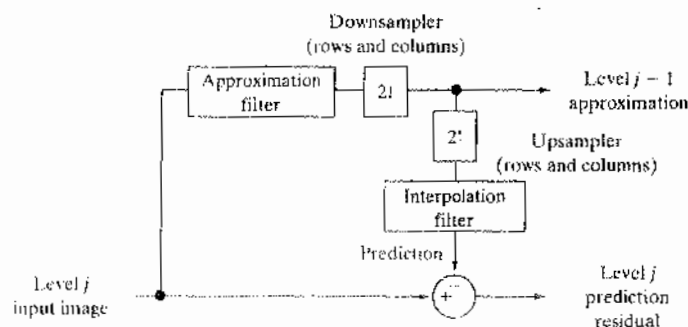 Downsampler
(rows and columns)
Approximation
filter
2↓
Level j − 1
approximation
2↑
Upsampler
(rows and columns)
Interpolation
filter
Prediction
Level j
input image
+
−
Level j
prediction
residual